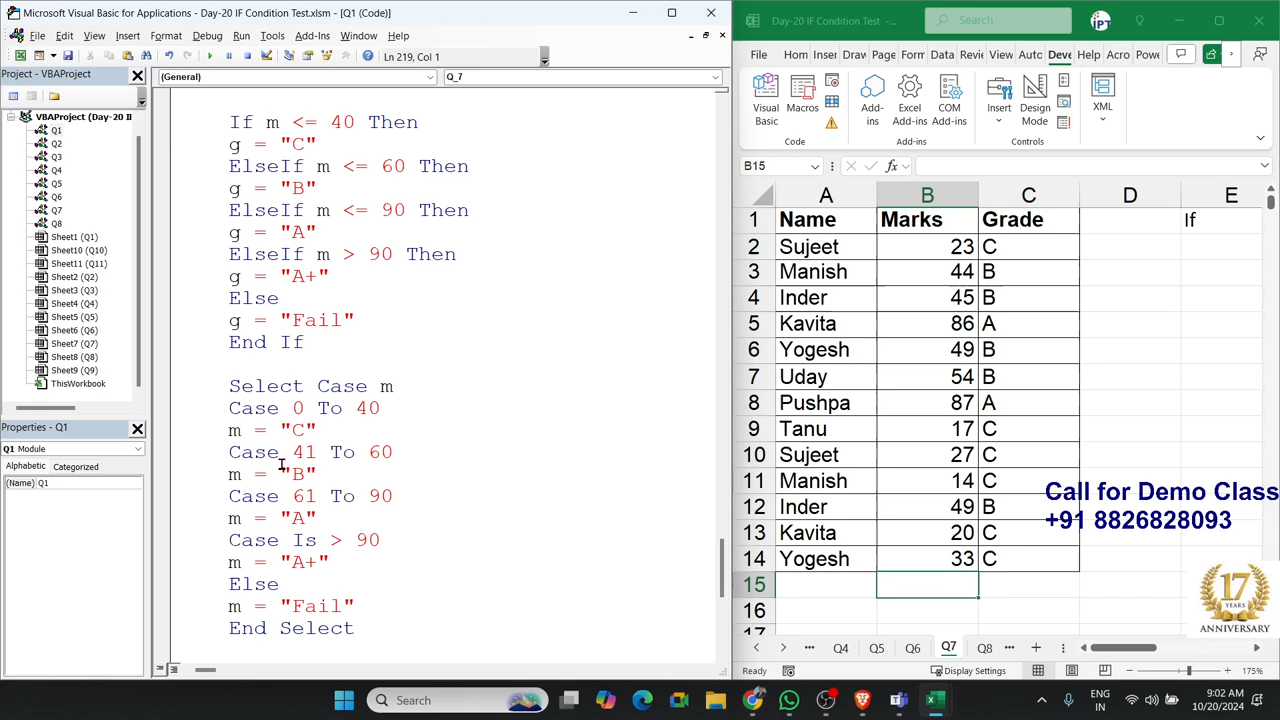 Microsoft Visual Basic for Applications - Day-20 IF Condition Test.xlsm - [Q1 (Code)]
File Edit View Insert Format Debug Run Tools Add-Ins Window Help
Ln 219, Col 1
Project - VBAProject
(General)
Q_7
VBAProject (Day-20 I
Q1
Q2
Q3
Q4
Q5
Q6
Q7
Q8
Sheet1 (Q1)
Sheet10 (Q10)
Sheet11 (Q11)
Sheet2 (Q2)
Sheet3 (Q3)
Sheet4 (Q4)
Sheet5 (Q5)
Sheet6 (Q6)
Sheet7 (Q7)
Sheet8 (Q8)
Sheet9 (Q9)
ThisWorkbook
Properties - Q1
Q1 Module
Alphabetic Categorized
(Name) Q1
If m <= 40 Then
g = "C"
ElseIf m <= 60 Then
g = "B"
ElseIf m <= 90 Then
g = "A"
ElseIf m > 90 Then
g = "A+"
Else
g = "Fail"
End If
Select Case m
Case 0 To 40
m = "C"
Case 41 To 60
m = "B"
Case 61 To 90
m = "A"
Case Is > 90
m = "A+"
Else
m = "Fail"
End Select
Day-20 IF Condition Test -...
Search
IPT
File Hom Inser Draw Page Form Data Revi View Auto Deve Help Acro Powe
Visual Basic
Macros
Add-ins
Excel Add-ins
COM Add-ins
Insert
Design Mode
XML
Code Add-ins Controls
B15
fx
A B C D E
1 Name Marks Grade If
2 Sujeet 23 C
3 Manish 44 B
4 Inder 45 B
5 Kavita 86 A
6 Yogesh 49 B
7 Uday 54 B
8 Pushpa 87 A
9 Tanu 17 C
10 Sujeet 27 C
11 Manish 14 C
12 Inder 49 B
13 Kavita 20 C
14 Yogesh 33 C
15
16
17
Call for Demo Class
+91 8826828093
17
YEARS
ANNIVERSARY
... Q4 Q5 Q6 Q7 Q8 ...
Ready
Display Settings
175%
Search
ENG
IN
9:02 AM
10/20/2024